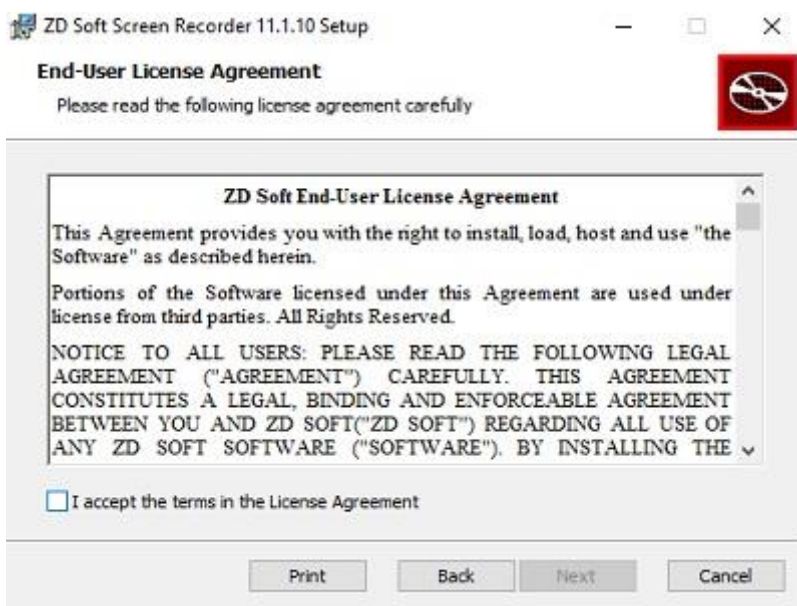 ZD Soft Screen Recorder 11.1.10 Setup
End-User License Agreement
Please read the following license agreement carefully
ZD Soft End-User License Agreement
This Agreement provides you with the right to install, load, host and use "the
Software" as described herein.
Portions of the Software licensed under this Agreement are used under
license from third parties. All Rights Reserved.
NOTICE TO ALL USERS: PLEASE READ THE FOLLOWING LEGAL
AGREEMENT ("AGREEMENT") CAREFULLY. THIS AGREEMENT
CONSTITUTES A LEGAL, BINDING AND ENFORCEABLE AGREEMENT
BETWEEN YOU AND ZD SOFT("ZD SOFT") REGARDING ALL USE OF
ANY ZD SOFT SOFTWARE ("SOFTWARE"). BY INSTALLING THE
I accept the terms in the License Agreement
Print Back Next Cancel